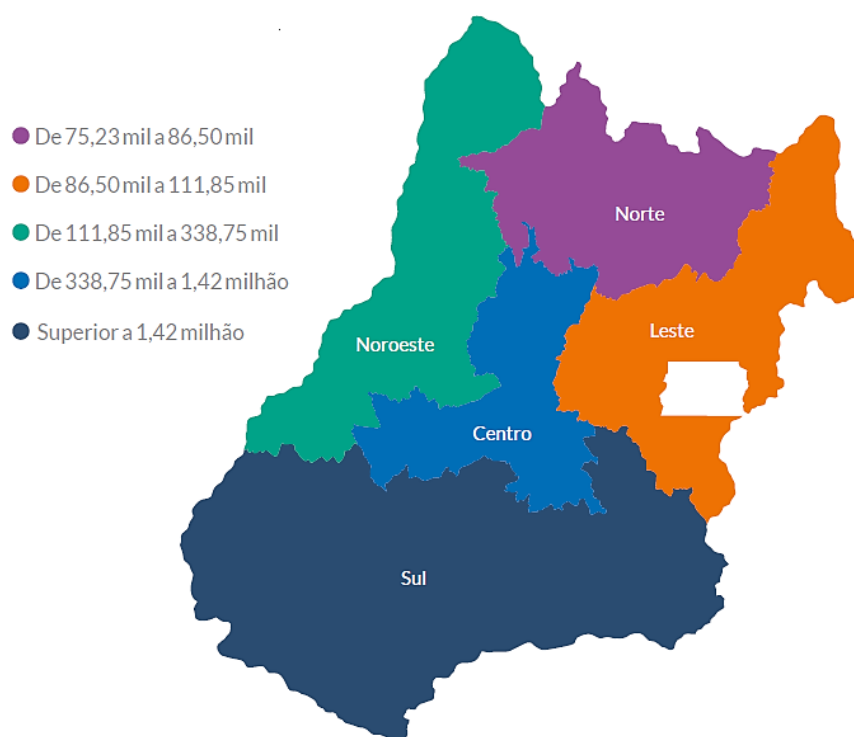 De 75,23 mil a 86,50 mil
De 86,50 mil a 111,85 mil
De 111,85 mil a 338,75 mil
De 338,75 mil a 1,42 milhão
Superior a 1,42 milhão
Norte
Leste
Noroeste
Centro
Sul